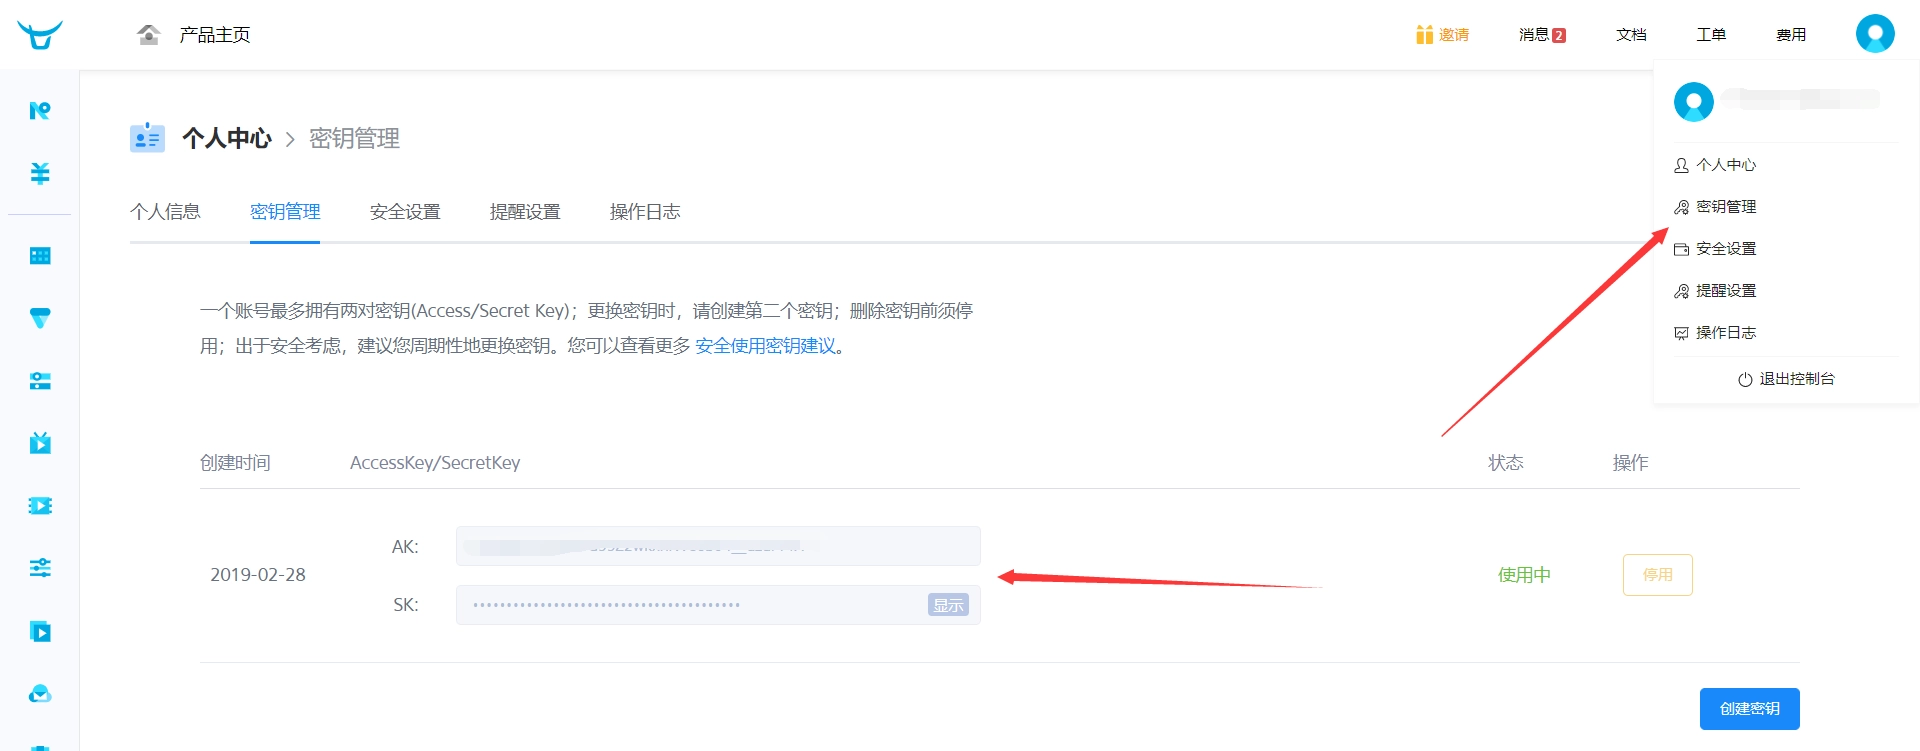 产品主页
邀请
消息 2
文档
工单
费用
个人中心 > 密钥管理
个人信息
密钥管理
安全设置
提醒设置
操作日志
个人中心
密钥管理
安全设置
提醒设置
操作日志
退出控制台
一个账号最多拥有两对密钥(Access/Secret Key)；更换密钥时，请创建第二个密钥；删除密钥前须停
用；出于安全考虑，建议您周期性地更换密钥。您可以查看更多 安全使用密钥建议。
创建时间
AccessKey/SecretKey
状态
操作
2019-02-28
AK:
SK:
显示
使用中
停用
创建密钥